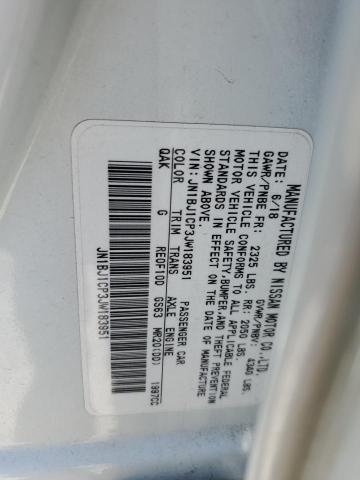 MANUFACTURED BY NISSAN MOTOR CO.,LTD.
DATE: 6/18 GVWR/PNBV: 4340 LBS.
GAWR/PNBE FR: 2325 LBS. RR: 2050 LBS.
THIS VEHICLE CONFORMS TO ALL APPLICABLE FEDERAL
MOTOR VEHICLE SAFETY,BUMPER,AND THEFT PREVENTION
STANDARDS IN EFFECT ON THE DATE OF MANUFACTURE
SHOWN ABOVE.
VIN: JN1BJ1CP3JW183951 PASSENGER CAR
COLOR TRIM TRANS AXLE ENGINE
QAK G RE0F10D GS63 MR20(DD) 1997CC
JN1BJ1CP3JW183951